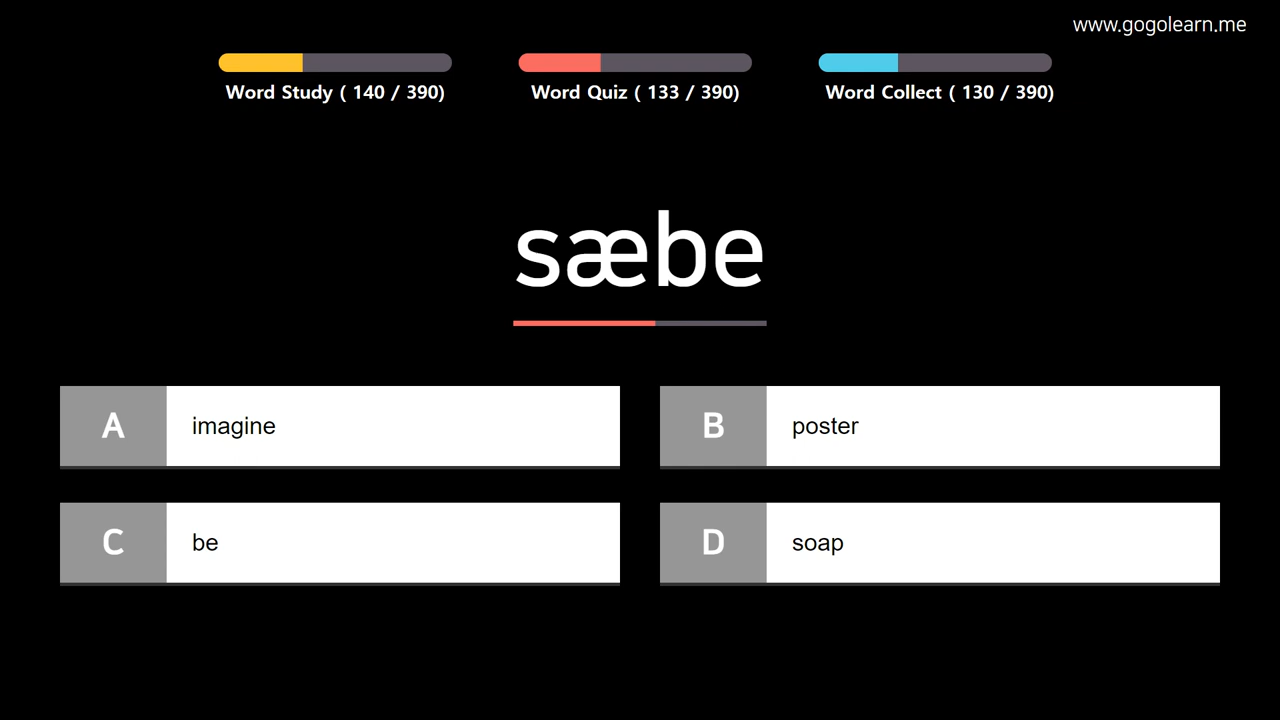 www.gogolearn.me
Word Study ( 140 / 390)
Word Quiz ( 133 / 390)
Word Collect ( 130 / 390)
sæbe
A imagine
B poster
C be
D soap